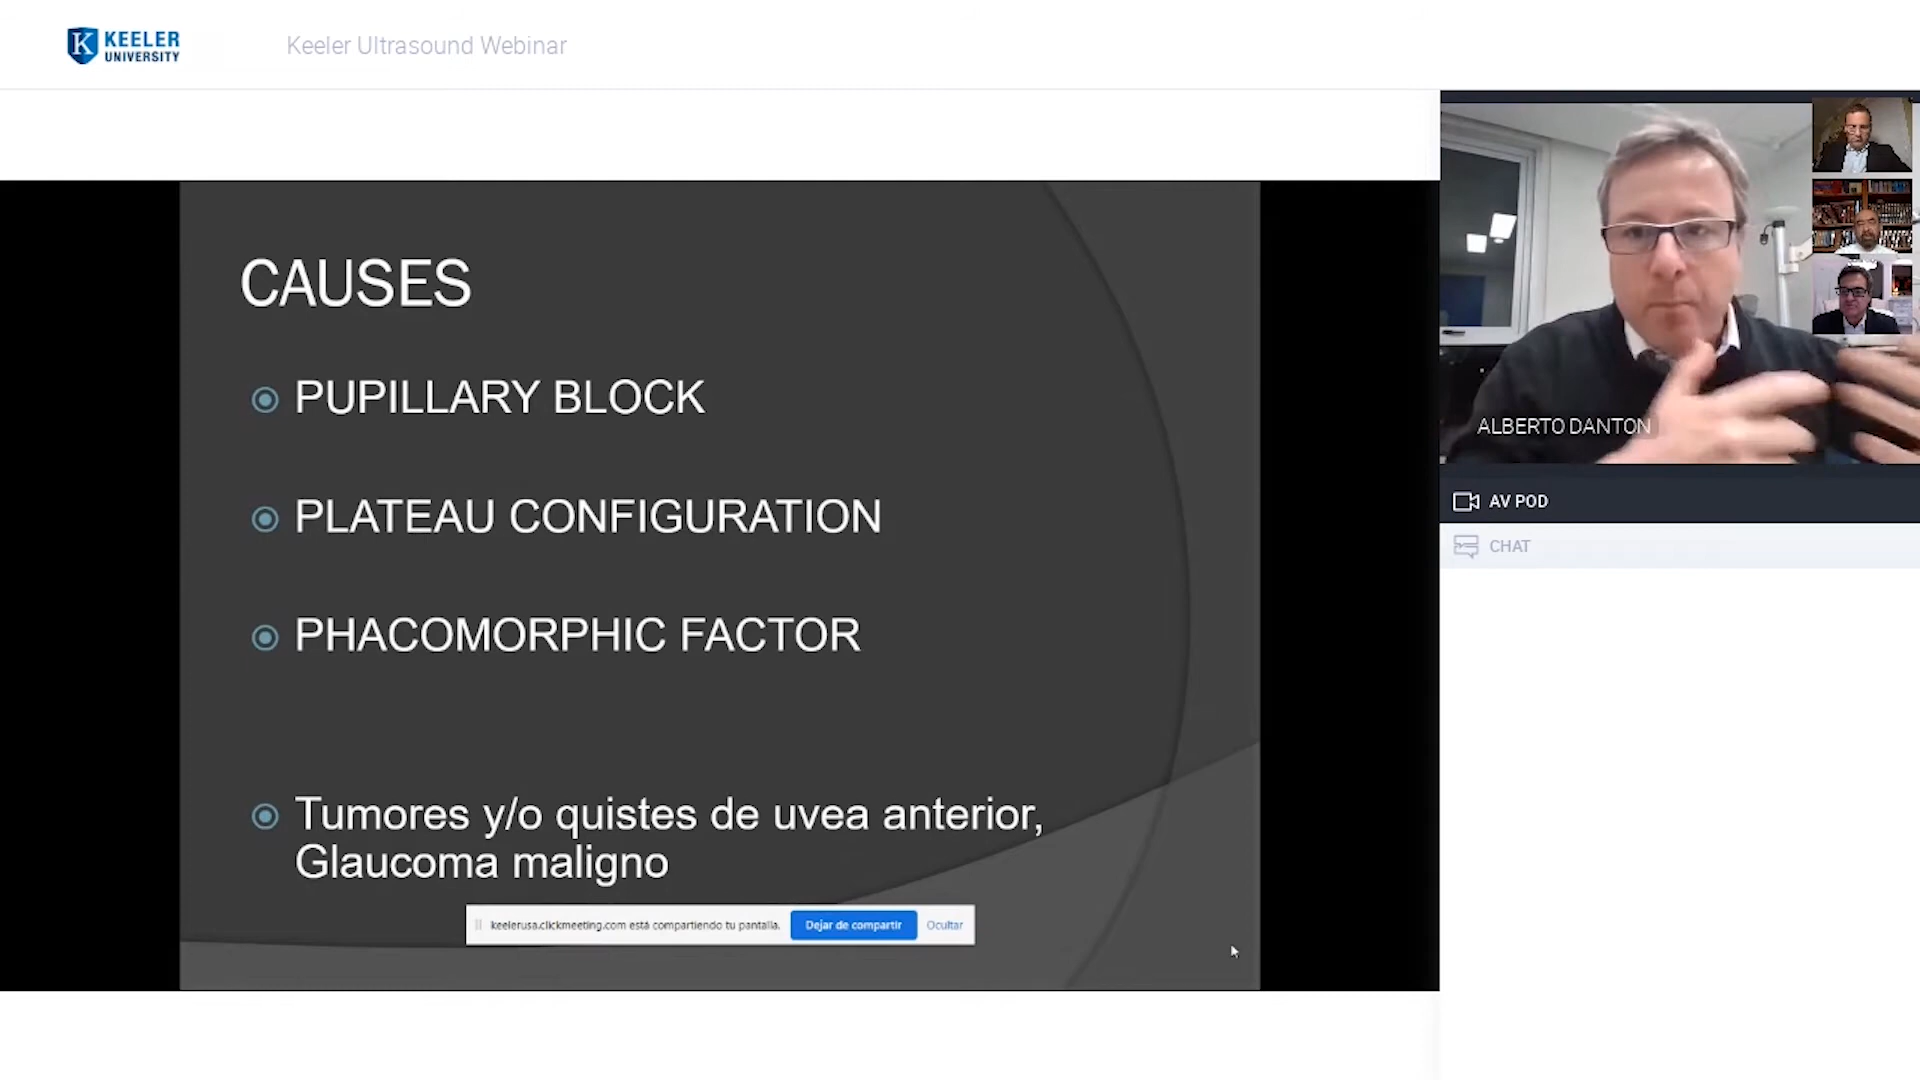 KEELER
UNIVERSITY
Keeler Ultrasound Webinar
CAUSES
PUPILLARY BLOCK
PLATEAU CONFIGURATION
PHACOMORPHIC FACTOR
Tumores y/o quistes de uvea anterior,
Glaucoma maligno
keelerusa.clickmeeting.com está compartiendo tu pantalla. Dejar de compartir Ocultar
ALBERTO DANTON
AV POD
CHAT